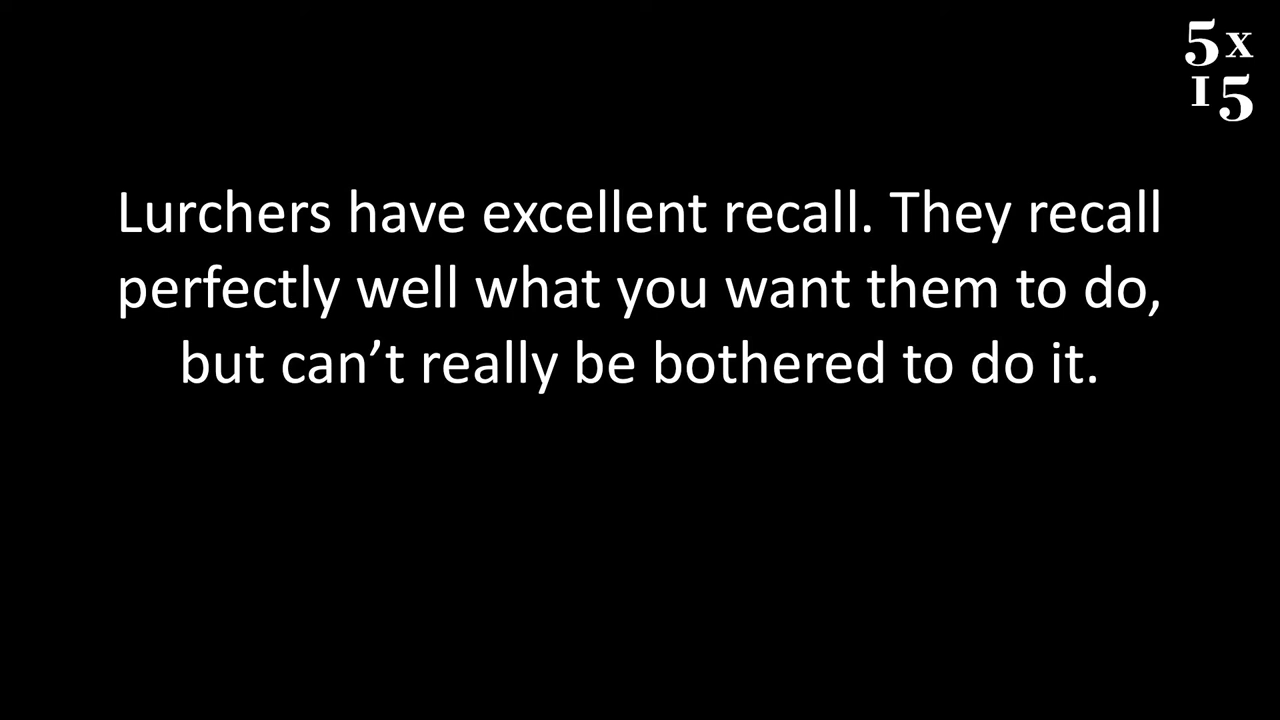 5x
15
Lurchers have excellent recall. They recall
perfectly well what you want them to do,
but can’t really be bothered to do it.